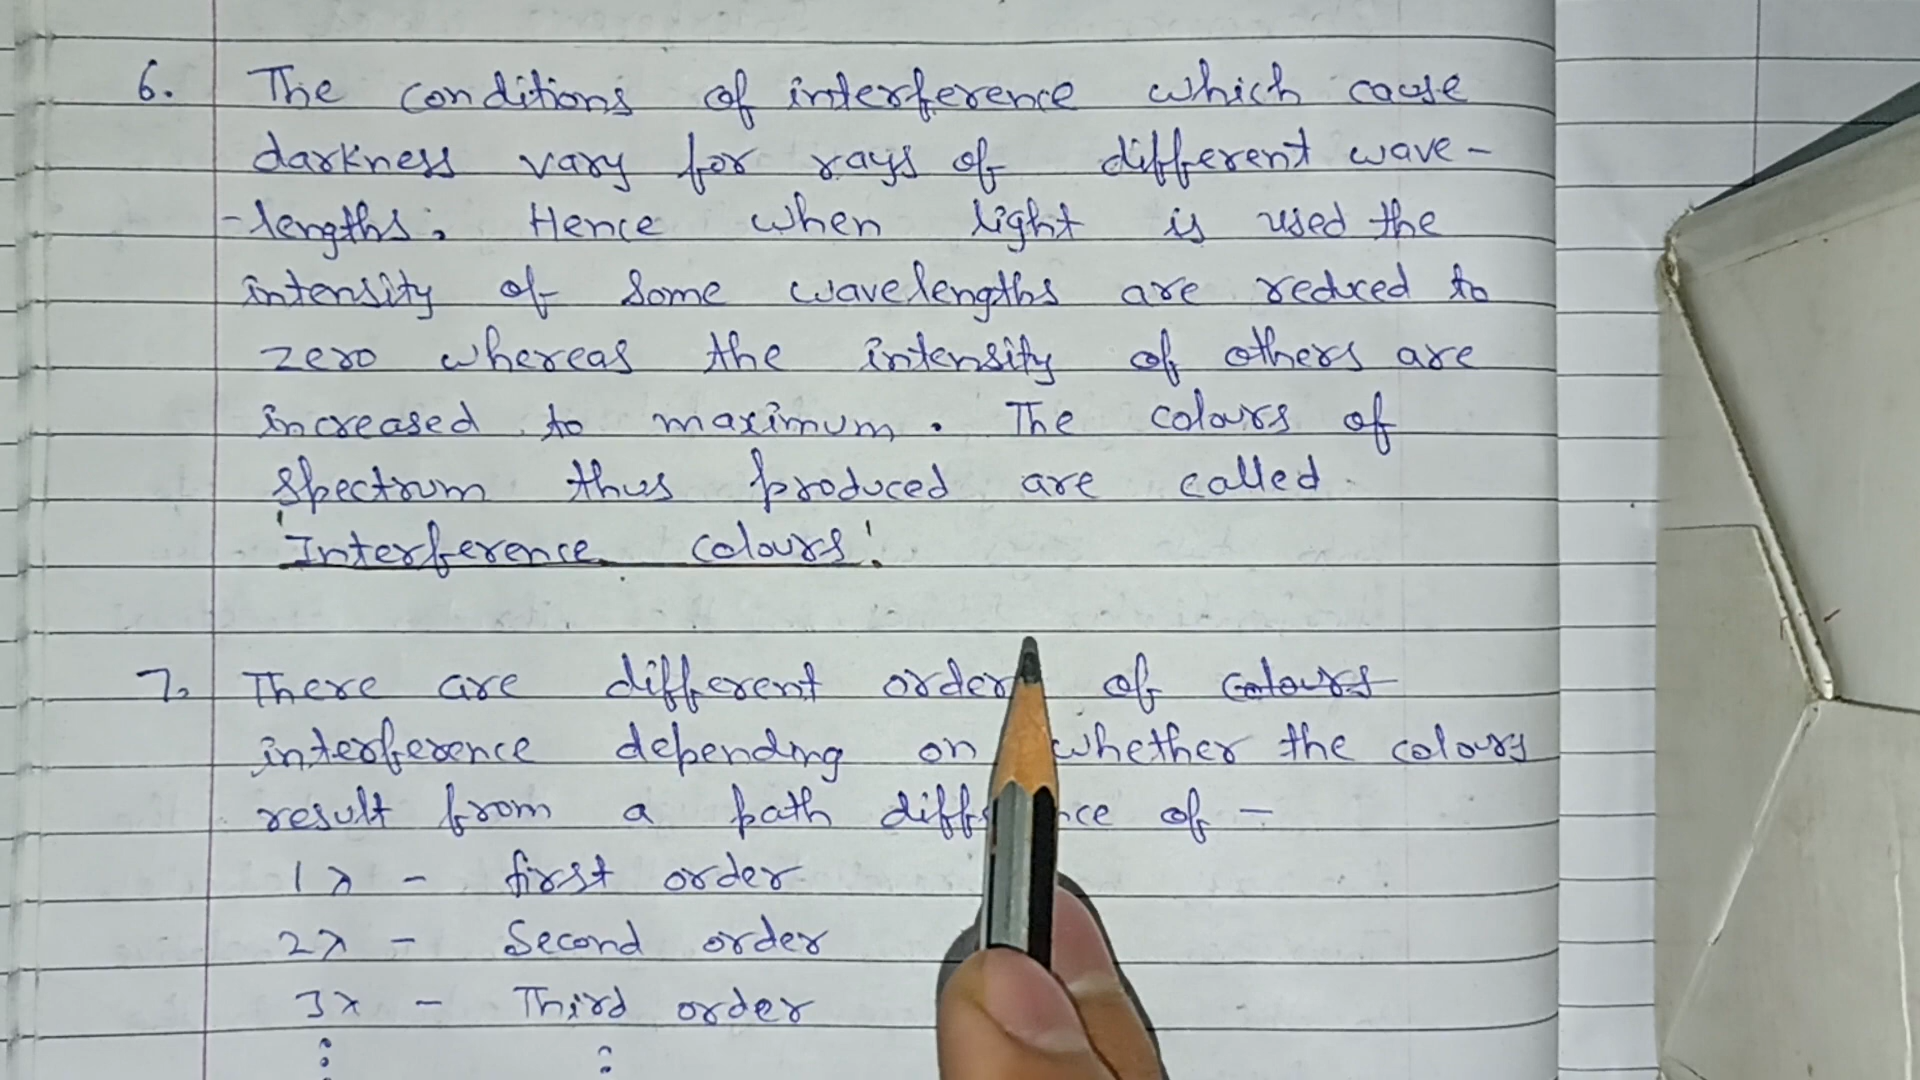 6. The conditions of interference which cause
darkness vary for rays of different wave-
-lengths. Hence when light is used the
intensity of some wavelengths are reduced to
zero whereas the intensity of others are
increased to maximum. The colours of
spectrum thus produced are called
'Interference colours'.
7. There are different order of colours
interference depending on whether the colours
result from a path of -
1λ - first order
2λ - Second order
3λ - Third order